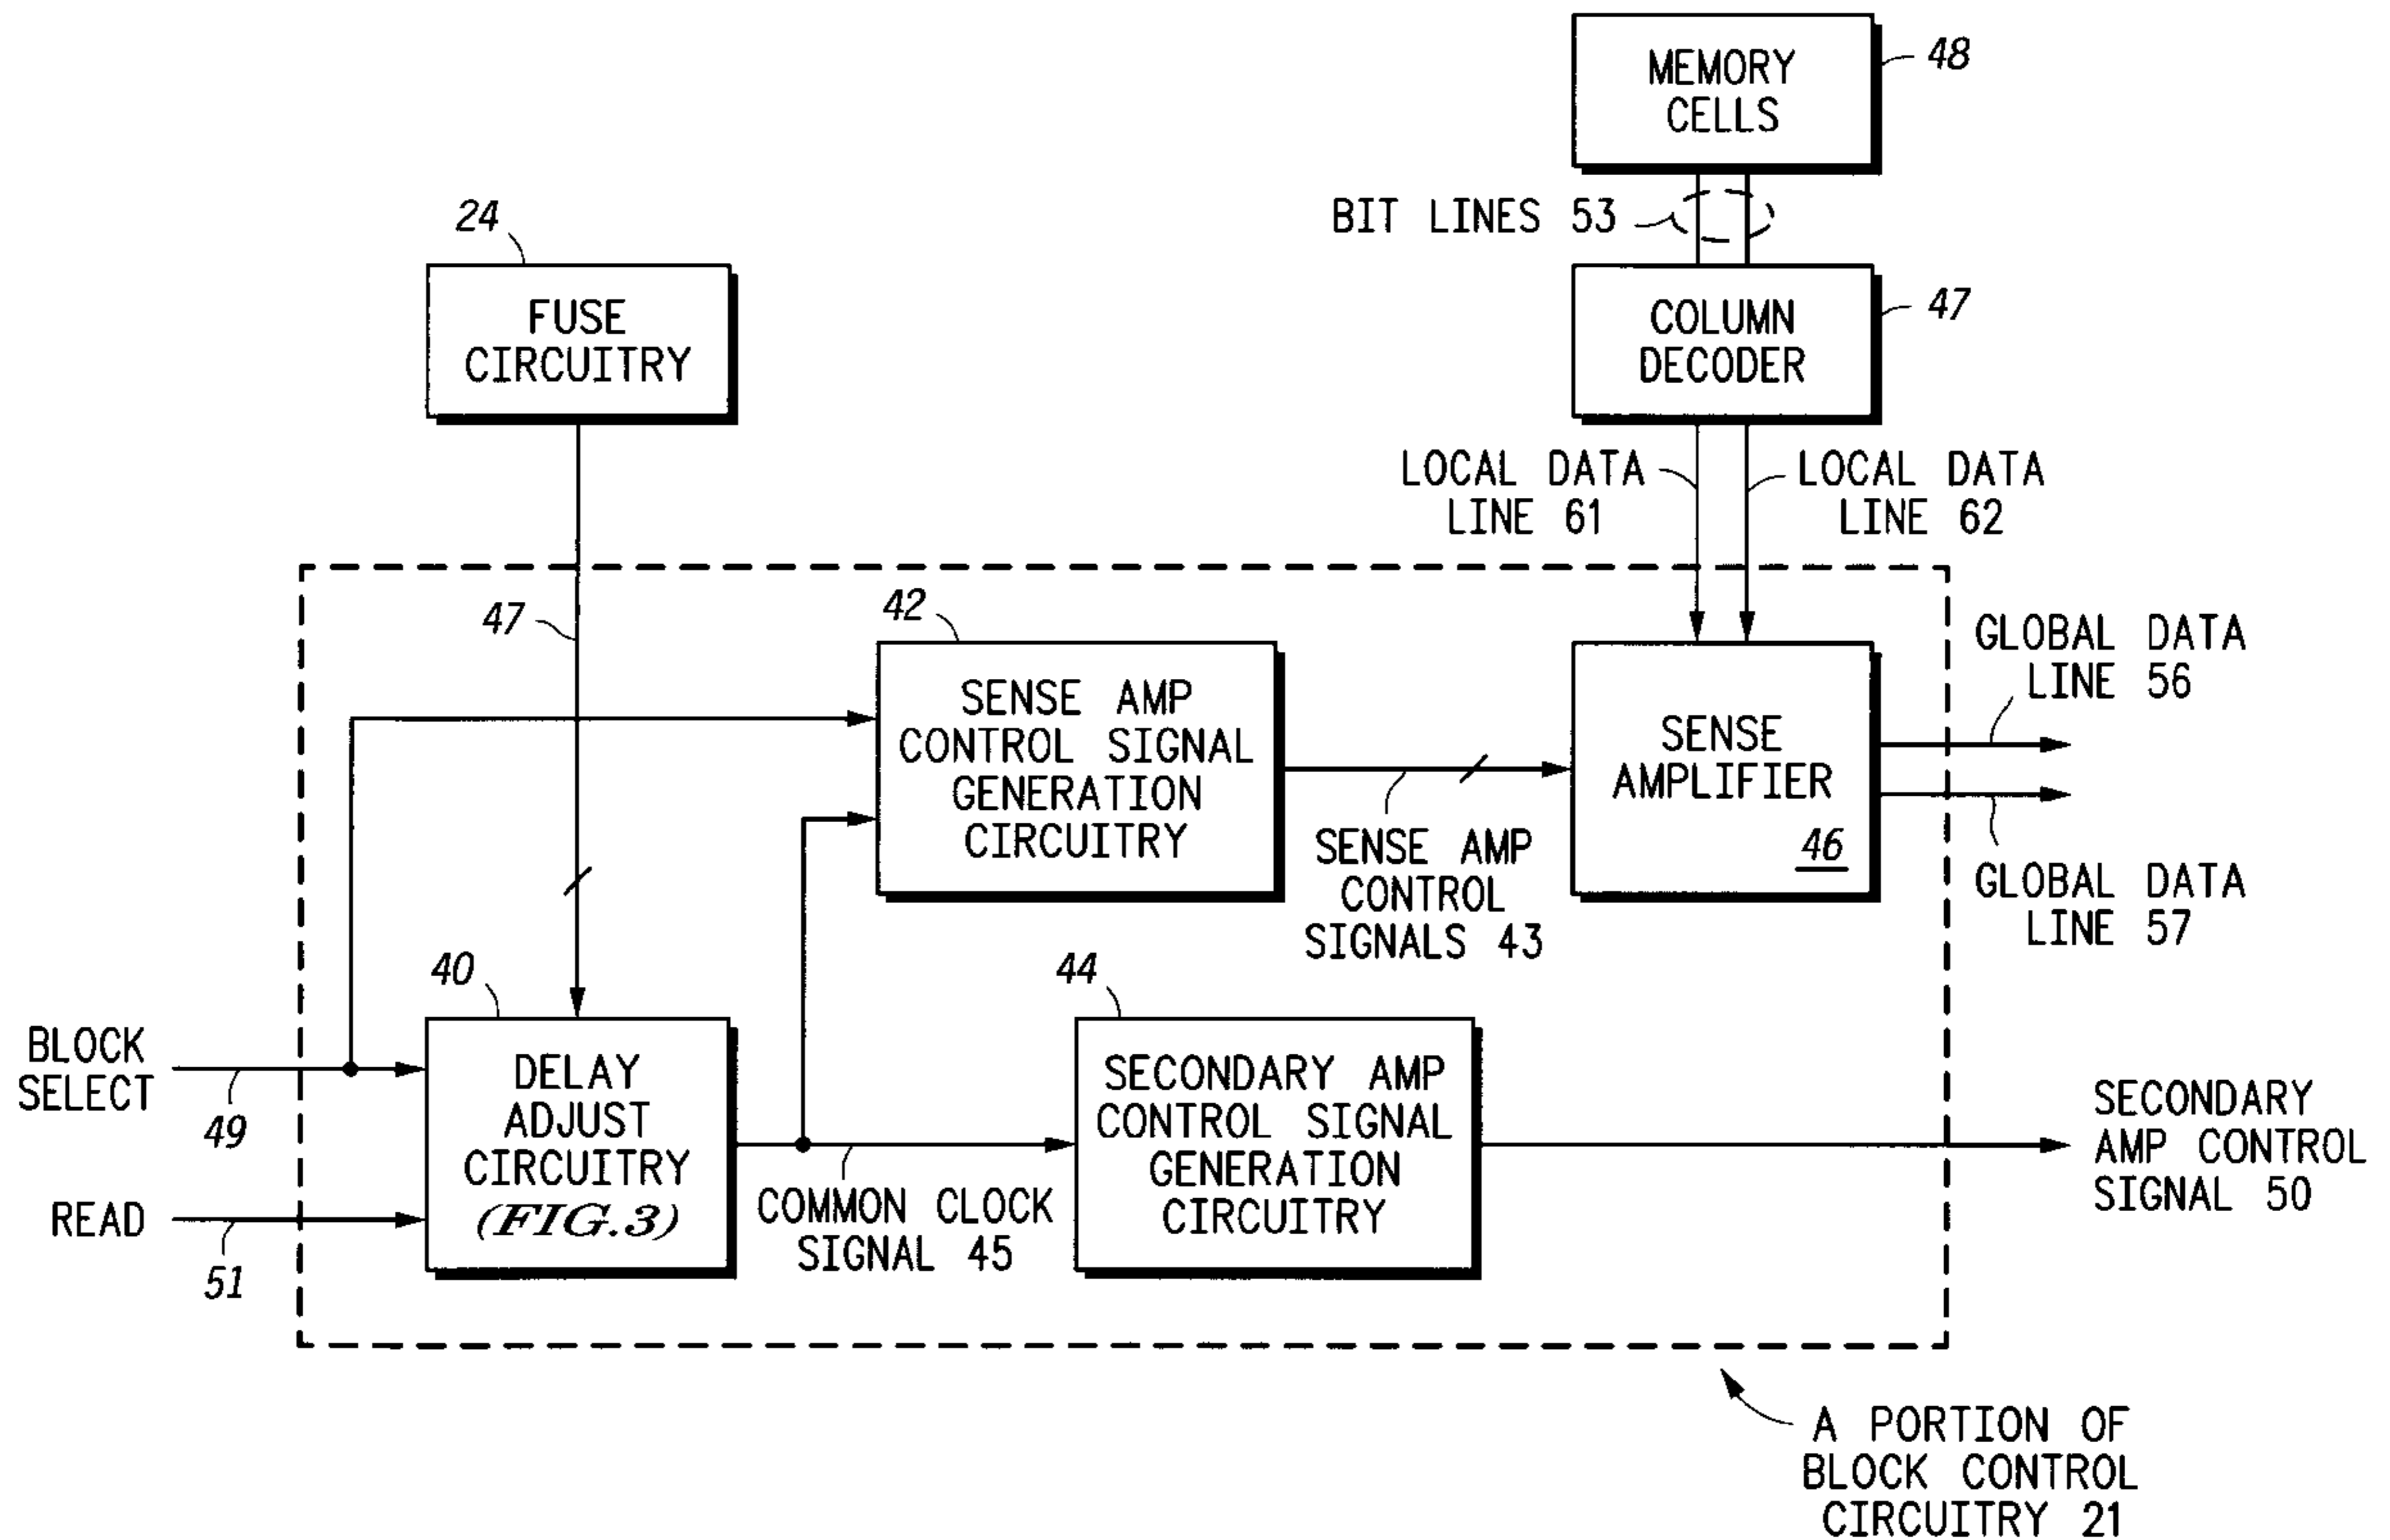 MEMORY
CELLS
48
BIT LINES 53
24
FUSE
CIRCUITRY
COLUMN
DECODER
47
LOCAL DATA
LINE 61
LOCAL DATA
LINE 62
47
42
SENSE AMP
CONTROL SIGNAL
GENERATION
CIRCUITRY
SENSE AMP
CONTROL
SIGNALS 43
SENSE
AMPLIFIER
46
GLOBAL DATA
LINE 56
GLOBAL DATA
LINE 57
BLOCK
SELECT
49
READ
51
40
DELAY
ADJUST
CIRCUITRY
(FIG.3)
COMMON CLOCK
SIGNAL 45
44
SECONDARY AMP
CONTROL SIGNAL
GENERATION
CIRCUITRY
SECONDARY
AMP CONTROL
SIGNAL 50
A PORTION OF
BLOCK CONTROL
CIRCUITRY 21